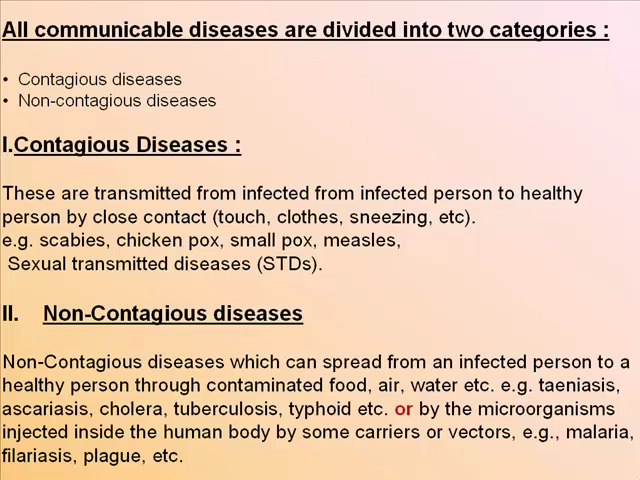 All communicable diseases are divided into two categories :
• Contagious diseases
• Non-contagious diseases
I.Contagious Diseases :
These are transmitted from infected from infected person to healthy
person by close contact (touch, clothes, sneezing, etc).
e.g. scabies, chicken pox, small pox, measles,
Sexual transmitted diseases (STDs).
II. Non-Contagious diseases
Non-Contagious diseases which can spread from an infected person to a
healthy person through contaminated food, air, water etc. e.g. taeniasis,
ascariasis, cholera, tuberculosis, typhoid etc. or by the microorganisms
injected inside the human body by some carriers or vectors, e.g., malaria,
filariasis, plague, etc.